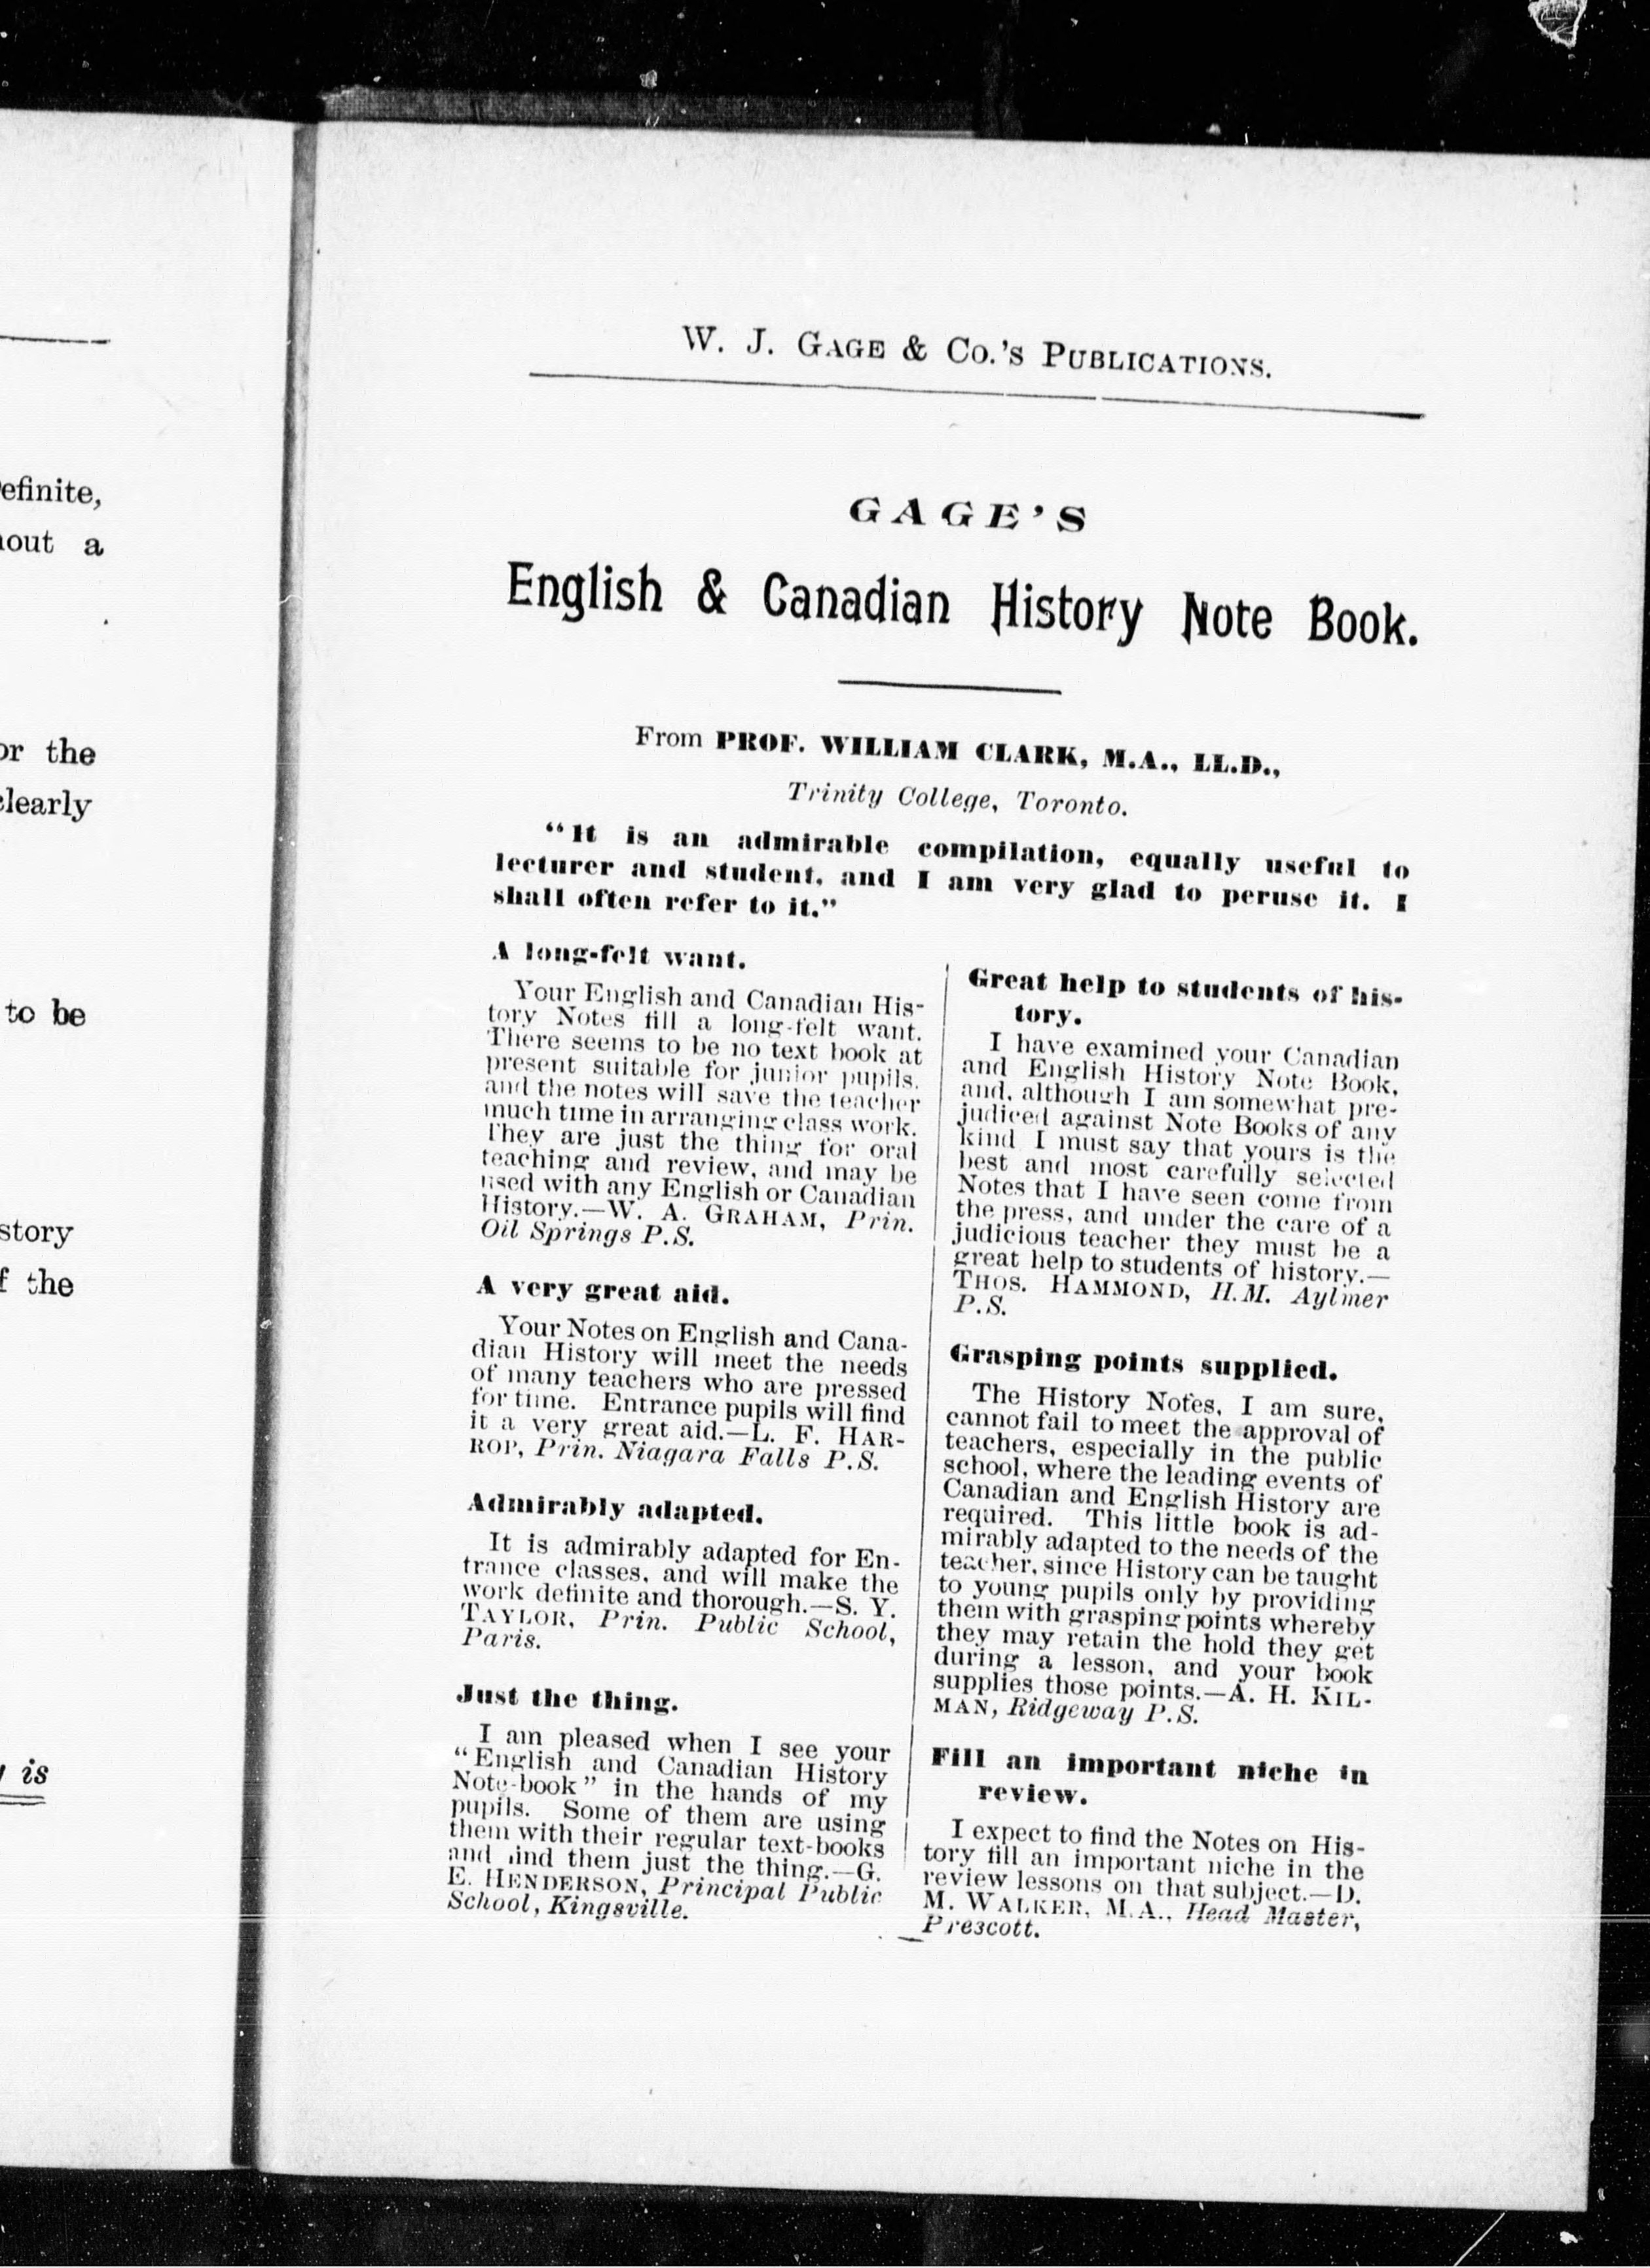 efinite,
out a
or the
clearly
to be
story
f the
is
W. J. GAGE & CO.'S PUBLICATIONS.
GAGE'S
English & Canadian History Note Book.
From PROF. WILLIAM CLARK, M.A., LL.D.,
Trinity College, Toronto.
"It is an admirable compilation, equally useful to
lecturer and student, and I am very glad to peruse it. I
shall often refer to it."
A long-felt want.
Your English and Canadian His-
tory Notes fill a long-felt want.
There seems to be no text book at
present suitable for junior pupils,
and the notes will save the teacher
much time in arranging class work.
They are just the thing for oral
teaching and review, and may be
used with any English or Canadian
History.—W. A. GRAHAM, Prin.
Oil Springs P.S.
A very great aid.
Your Notes on English and Cana-
dian History will meet the needs
of many teachers who are pressed
for time. Entrance pupils will find
it a very great aid.—L. F. HAR-
ROP, Prin. Niagara Falls P.S.
Admirably adapted.
It is admirably adapted for En-
trance classes, and will make the
work definite and thorough.—S. Y.
TAYLOR, Prin. Public School,
Paris.
Just the thing.
I am pleased when I see your
"English and Canadian History
Note-book" in the hands of my
pupils. Some of them are using
them with their regular text-books
and find them just the thing.—G.
E. HENDERSON, Principal Public
School, Kingsville.
Great help to students of his-
tory.
I have examined your Canadian
and English History Note Book,
and, although I am somewhat pre-
judiced against Note Books of any
kind I must say that yours is the
best and most carefully selected
Notes that I have seen come from
the press, and under the care of a
judicious teacher they must be a
great help to students of history.—
THOS. HAMMOND, H.M. Aylmer
P.S.
Grasping points supplied.
The History Notes, I am sure,
cannot fail to meet the approval of
teachers, especially in the public
school, where the leading events of
Canadian and English History are
required. This little book is ad-
mirably adapted to the needs of the
teacher, since History can be taught
to young pupils only by providing
them with grasping points whereby
they may retain the hold they get
during a lesson, and your book
supplies those points.—A. H. KIL-
MAN, Ridgeway P.S.
Fill an important niche in
review.
I expect to find the Notes on His-
tory fill an important niche in the
review lessons on that subject.—D.
M. WALKER, M.A., Head Master,
Prescott.